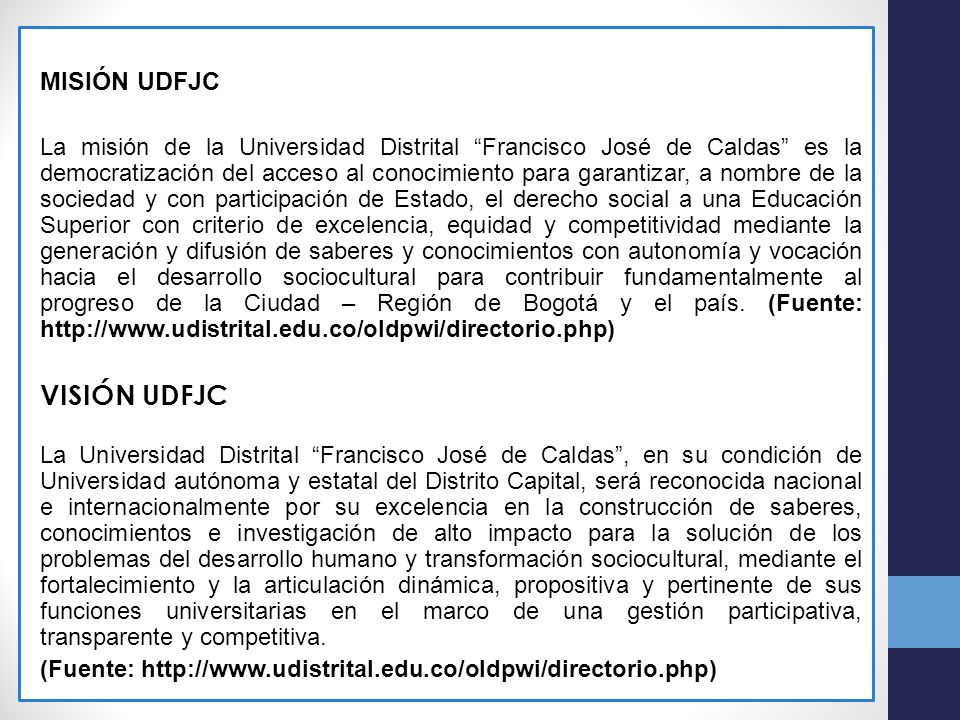 MISIÓN UDFJC
La misión de la Universidad Distrital “Francisco José de Caldas” es la
democratización del acceso al conocimiento para garantizar, a nombre de la
sociedad y con participación de Estado, el derecho social a una Educación
Superior con criterio de excelencia, equidad y competitividad mediante la
generación y difusión de saberes y conocimientos con autonomía y vocación
hacia el desarrollo sociocultural para contribuir fundamentalmente al
progreso de la Ciudad – Región de Bogotá y el país. (Fuente:
http://www.udistrital.edu.co/oldpwi/directorio.php)
VISIÓN UDFJC
La Universidad Distrital “Francisco José de Caldas”, en su condición de
Universidad autónoma y estatal del Distrito Capital, será reconocida nacional
e internacionalmente por su excelencia en la construcción de saberes,
conocimientos e investigación de alto impacto para la solución de los
problemas del desarrollo humano y transformación sociocultural, mediante el
fortalecimiento y la articulación dinámica, propositiva y pertinente de sus
funciones universitarias en el marco de una gestión participativa,
transparente y competitiva.
(Fuente: http://www.udistrital.edu.co/oldpwi/directorio.php)